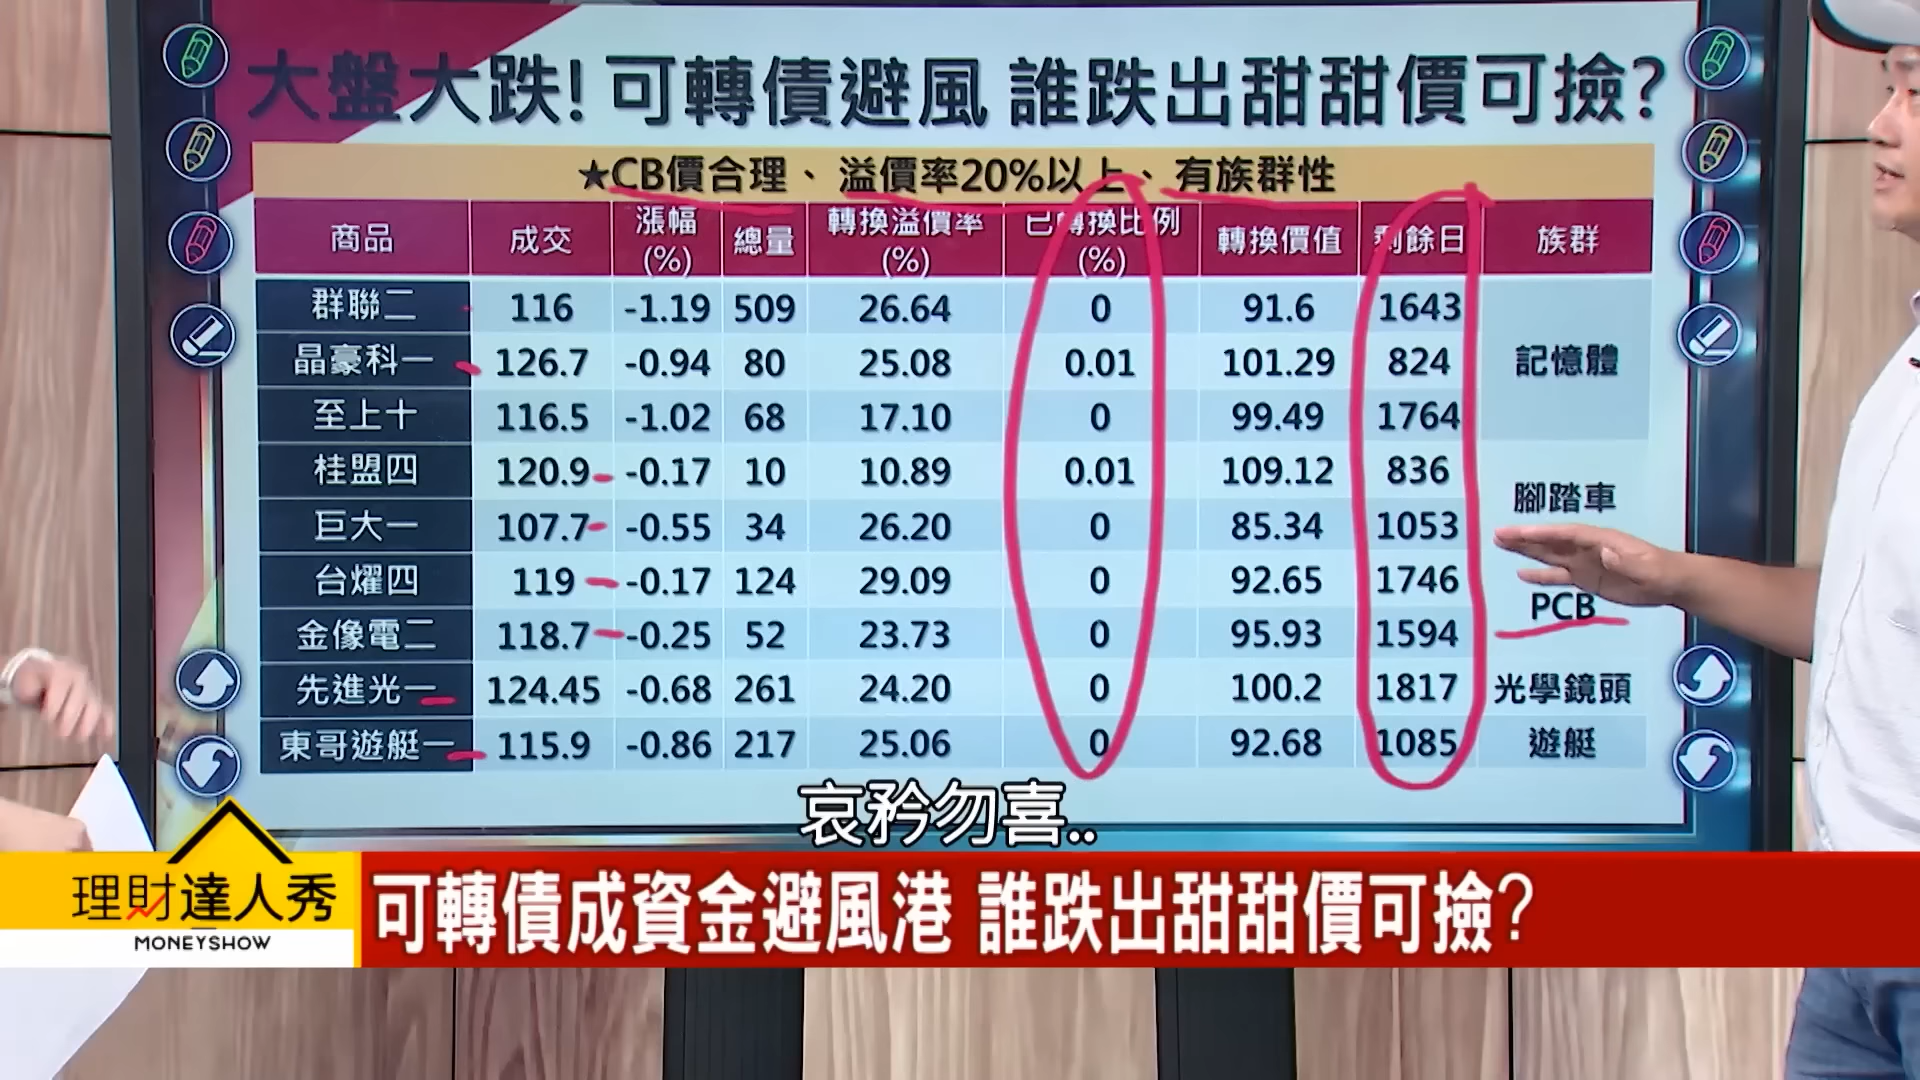 大盤大跌! 可轉債避風 誰跌出甜甜價可撿?
★CB價合理、溢價率20%以上、有族群性
商品 成交 漲幅(%) 總量 轉換溢價率(%) 已轉換比例(%) 轉換價值 剩餘日 族群
群聯二 116 -1.19 509 26.64 0 91.6 1643
晶豪科一 126.7 -0.94 80 25.08 0.01 101.29 824 記憶體
至上十 116.5 -1.02 68 17.10 0 99.49 1764
桂盟四 120.9 -0.17 10 10.89 0.01 109.12 836
腳踏車
巨大一 107.7 -0.55 34 26.20 0 85.34 1053
台燿四 119 -0.17 124 29.09 0 92.65 1746
PCB
金像電二 118.7 -0.25 52 23.73 0 95.93 1594
先進光一 124.45 -0.68 261 24.20 0 100.2 1817 光學鏡頭
東哥遊艇一 115.9 -0.86 217 25.06 0 92.68 1085 遊艇
哀矜勿喜..
理財達人秀
MONEYSHOW
可轉債成資金避風港 誰跌出甜甜價可撿?